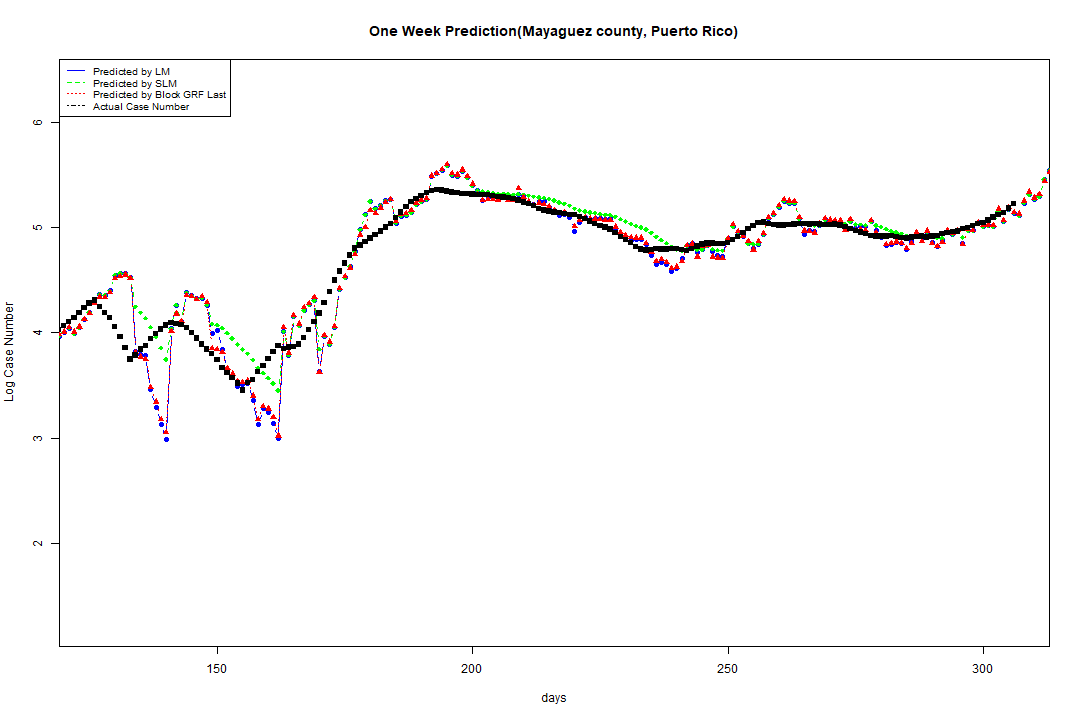 One Week Prediction(Mayaguez county, Puerto Rico)
Predicted by LM
Predicted by SLM
Predicted by Block GRF Last
Actual Case Number
6
5
4
3
2
Log Case Number
150 200 250 300
days